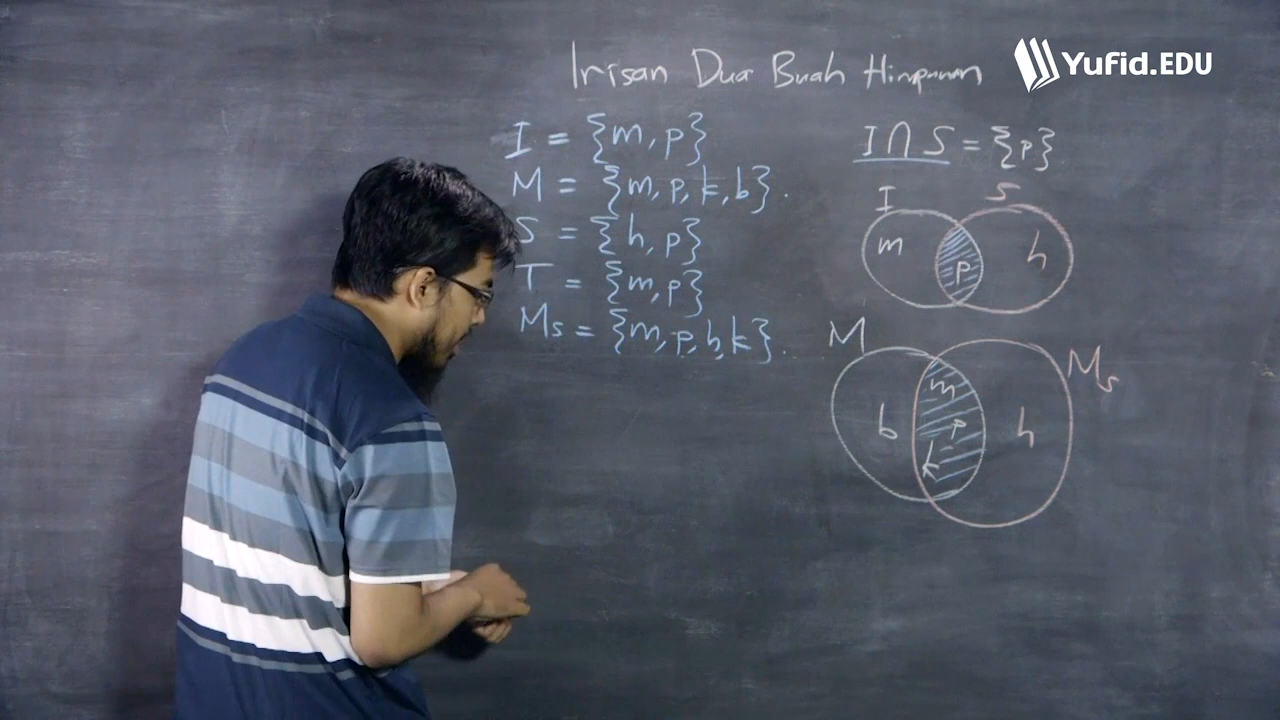 Irisan Dua Buah Himpunan
Yufid.EDU
I = {m, p}
M = {m, p, k, b}.
S = {h, p}
T = {m, p}
Ms = {m, p, h, k}.
I ∩ S = {p}
I S
m p h
M Ms
m
b p h
k